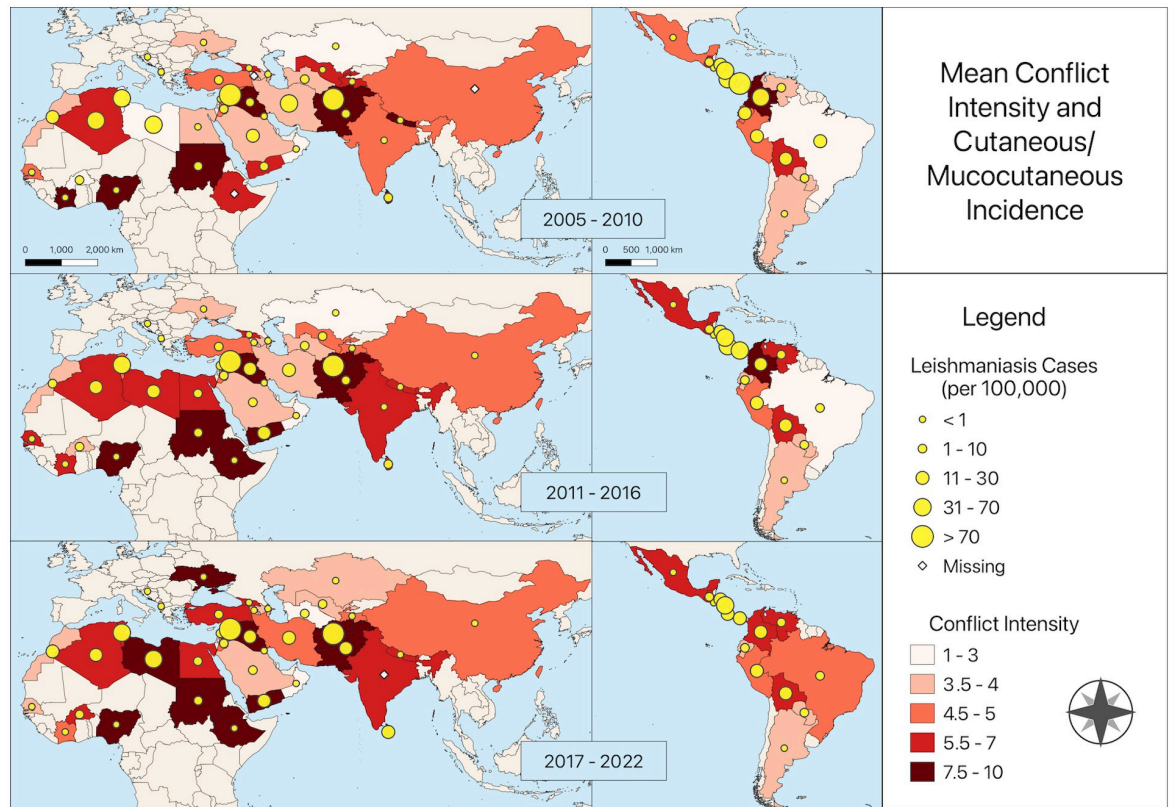 Mean Conflict
Intensity and
Cutaneous/
Mucocutaneous
Incidence
2005 - 2010
0 1,000 2,000 km
0 500 1,000 km
2011 - 2016
2017 - 2022
Legend
Leishmaniasis Cases
(per 100,000)
< 1
1 - 10
11 - 30
31 - 70
> 70
Missing
Conflict Intensity
1 - 3
3.5 - 4
4.5 - 5
5.5 - 7
7.5 - 10